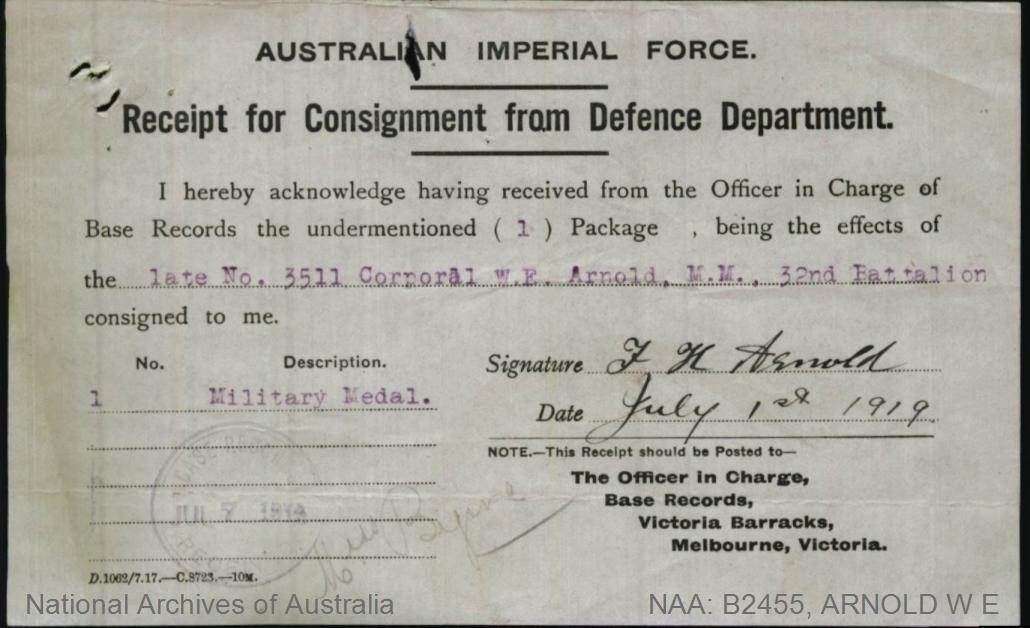 AUSTRALIAN IMPERIAL FORCE.
Receipt for Consignment from Defence Department.
I hereby acknowledge having received from the Officer in Charge of
Base Records the undermentioned ( 1 ) Package , being the effects of
the late No. 3511 Corporal W.E. Arnold, M.M., 32nd Battalion
consigned to me.
No. Description.
1 Military Medal.
Signature F H Arnold
Date July 1st 1919
NOTE.—This Receipt should be Posted to—
The Officer in Charge,
Base Records,
Victoria Barracks,
Melbourne, Victoria.
BASE
JUL 7 1919
D.1062/7.17.—C.8723.—10M.
National Archives of Australia
NAA: B2455, ARNOLD W E